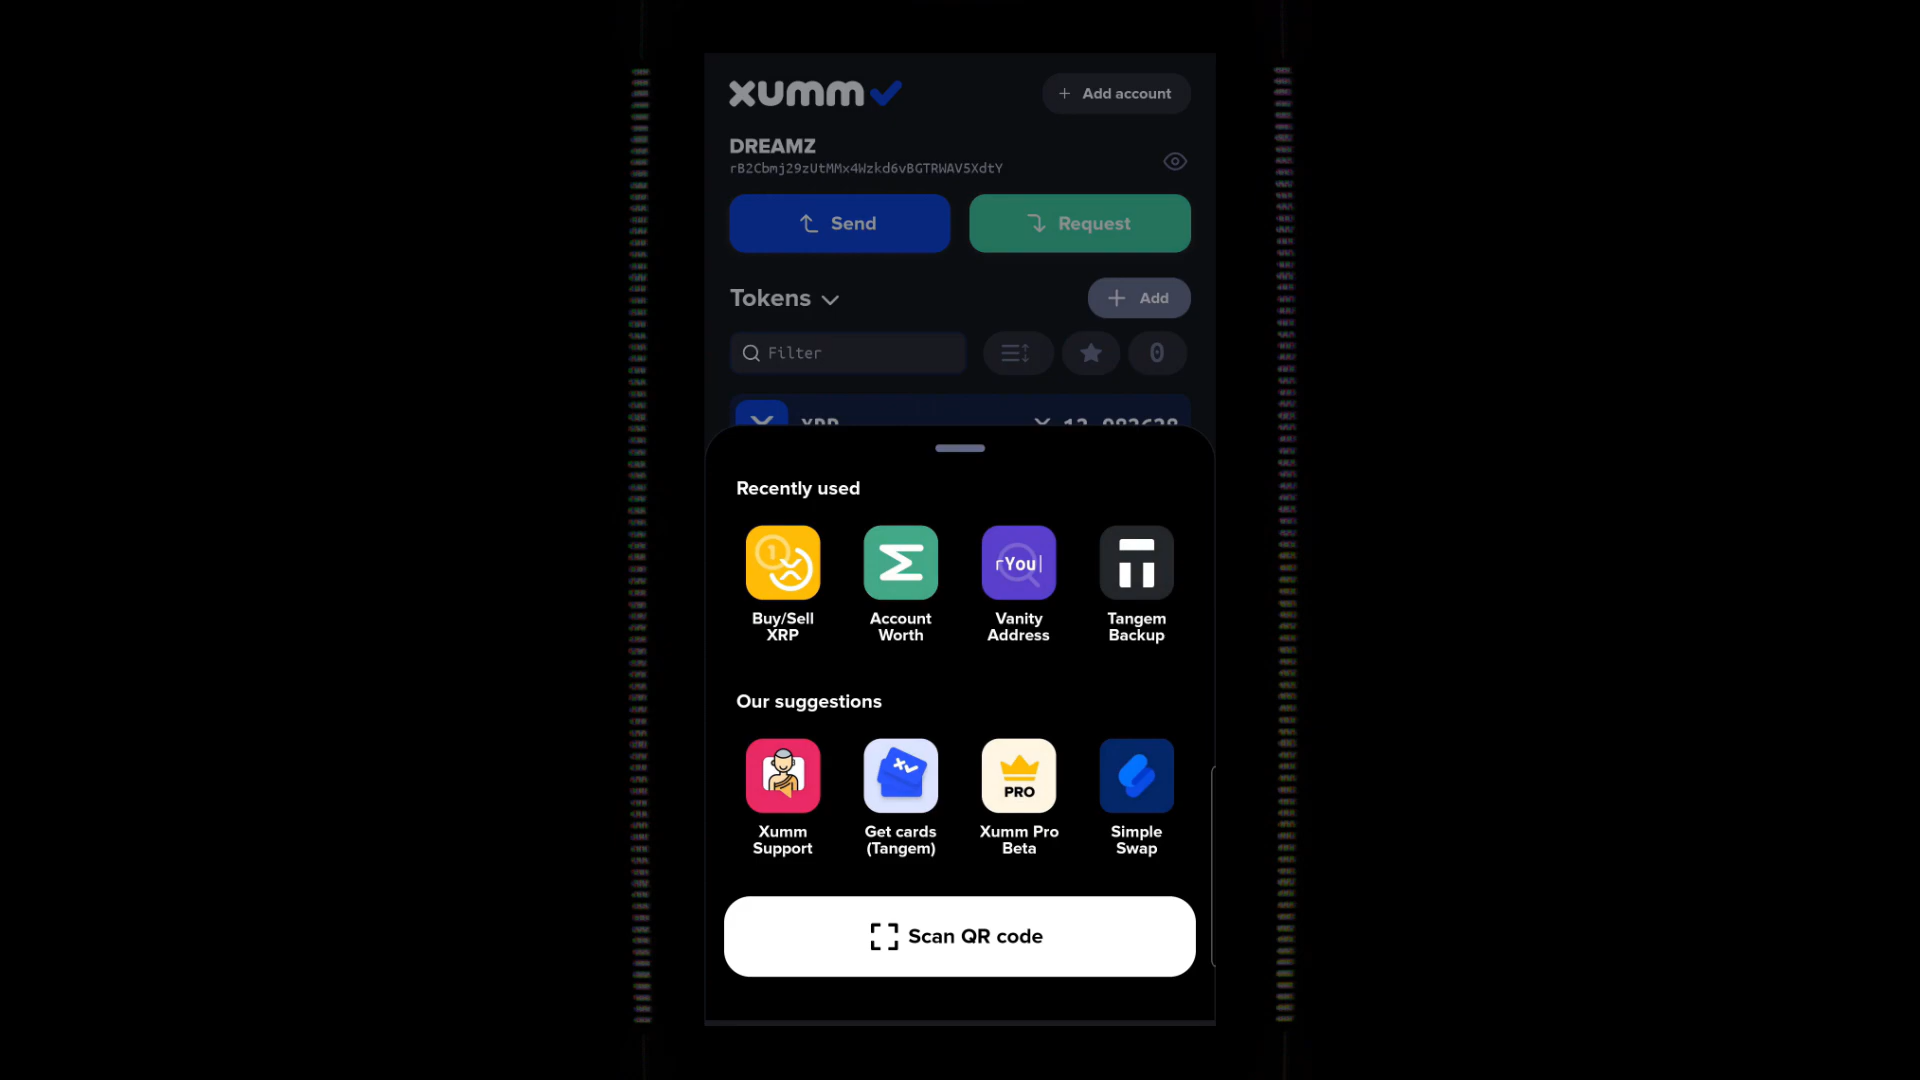 xumm
+ Add account
DREAMZ
rB2Cbmj29zUtMMx4Wzkd6vBGTRWAV5XdtY
Send
Request
Tokens
+ Add
Filter
0
XRP
Recently used
1
rYou|
Buy/Sell XRP
Account Worth
Vanity Address
Tangem Backup
Our suggestions
PRO
Xumm Support
Get cards (Tangem)
Xumm Pro Beta
Simple Swap
Scan QR code